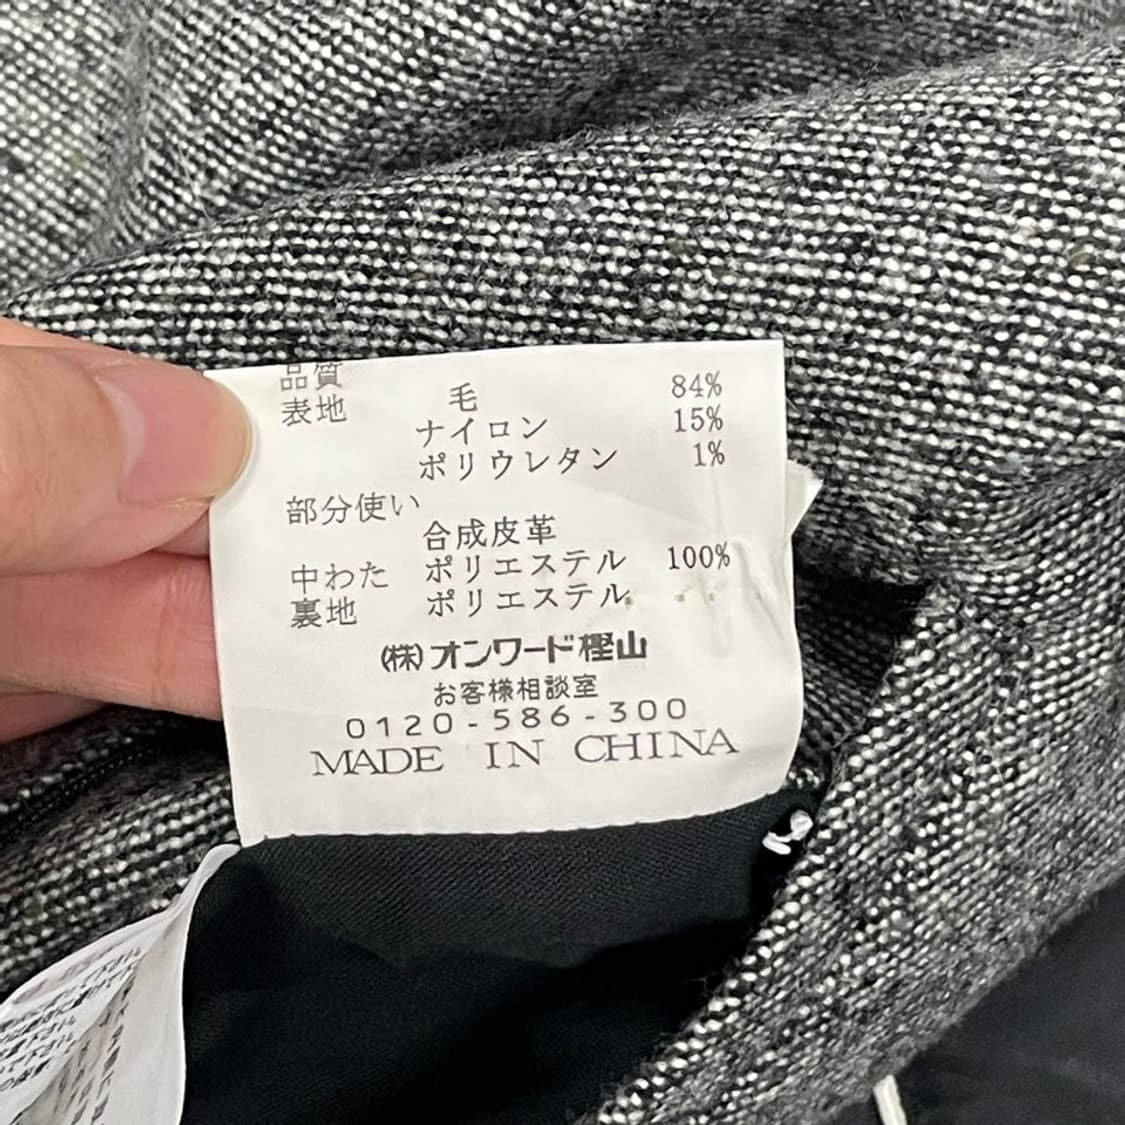 品質
表地 毛 84%
ナイロン 15%
ポリウレタン 1%
部分使い
合成皮革
中わた ポリエステル 100%
裏地 ポリエステル
(株)オンワード樫山
お客様相談室
0120-586-300
MADE IN CHINA